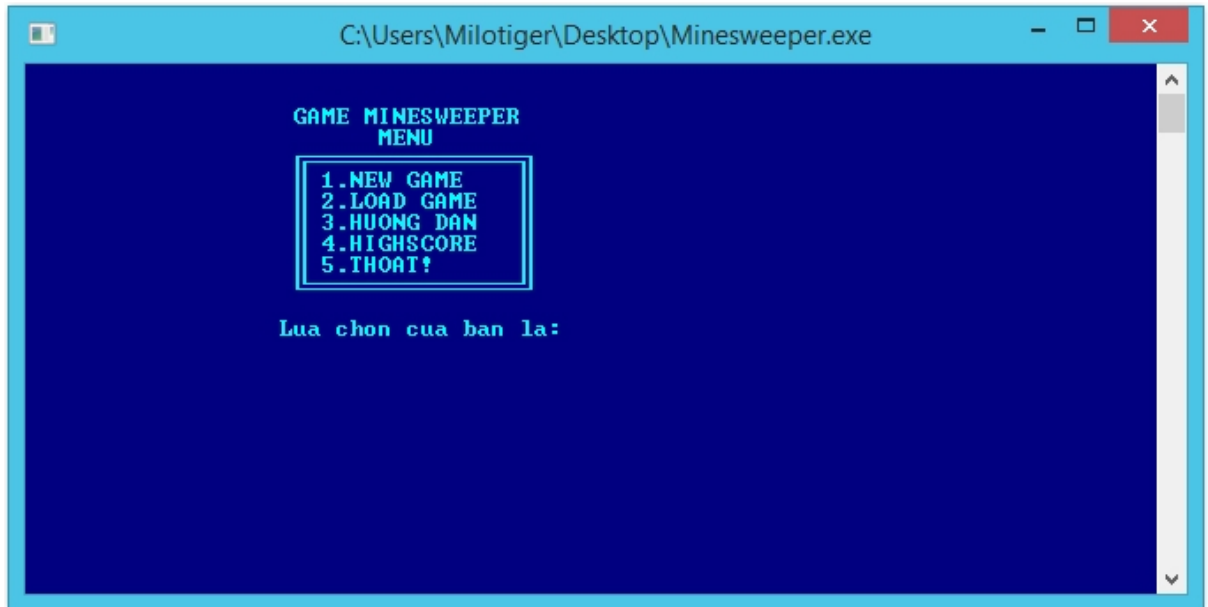 C:\Users\Milotiger\Desktop\Minesweeper.exe
GAME MINESWEEPER
MENU
1.NEW GAME
2.LOAD GAME
3.HUONG DAN
4.HIGHSCORE
5.THOAT!
Lua chon cua ban la: